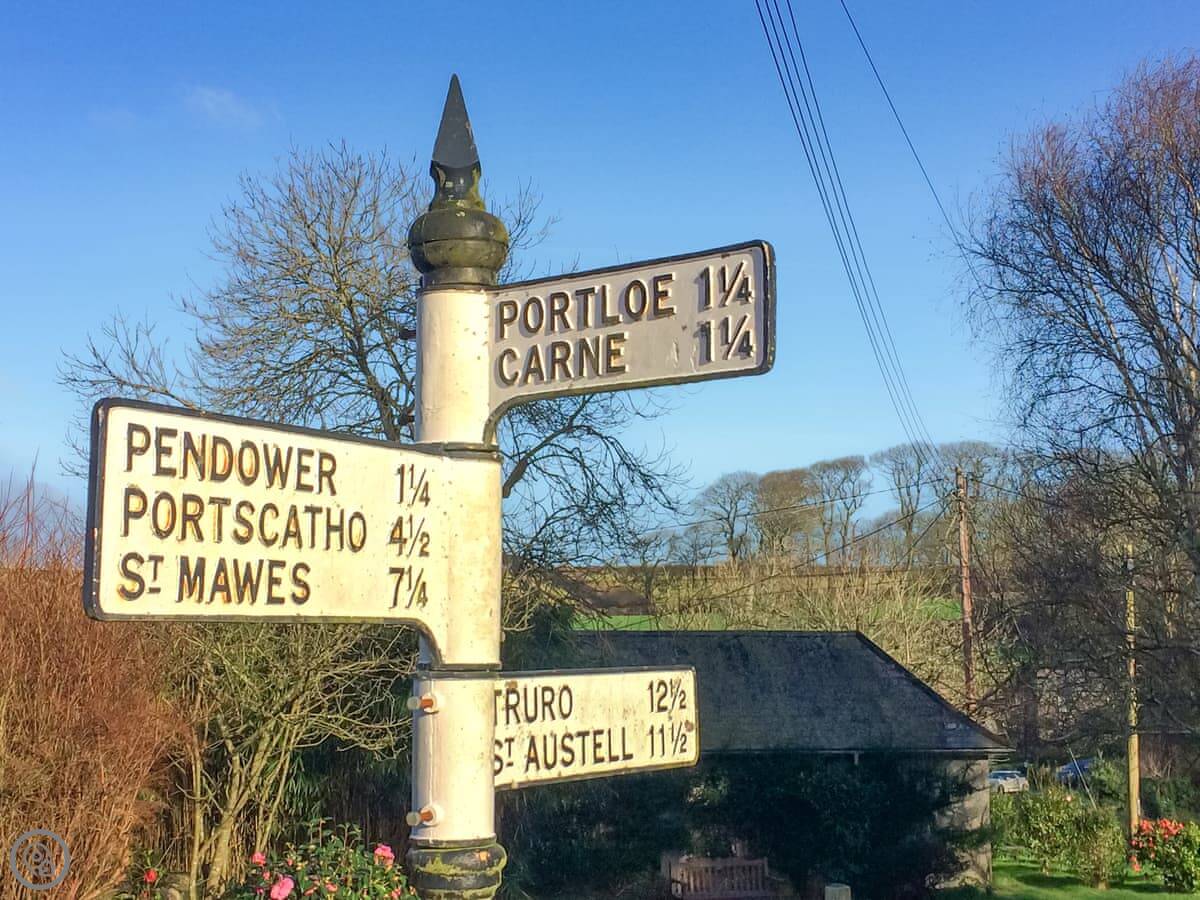 PORTLOE 1¼
CARNE 1¼
PENDOWER 1¼
PORTSCATHO 4½
ST MAWES 7¼
TRURO 12½
ST AUSTELL 11½